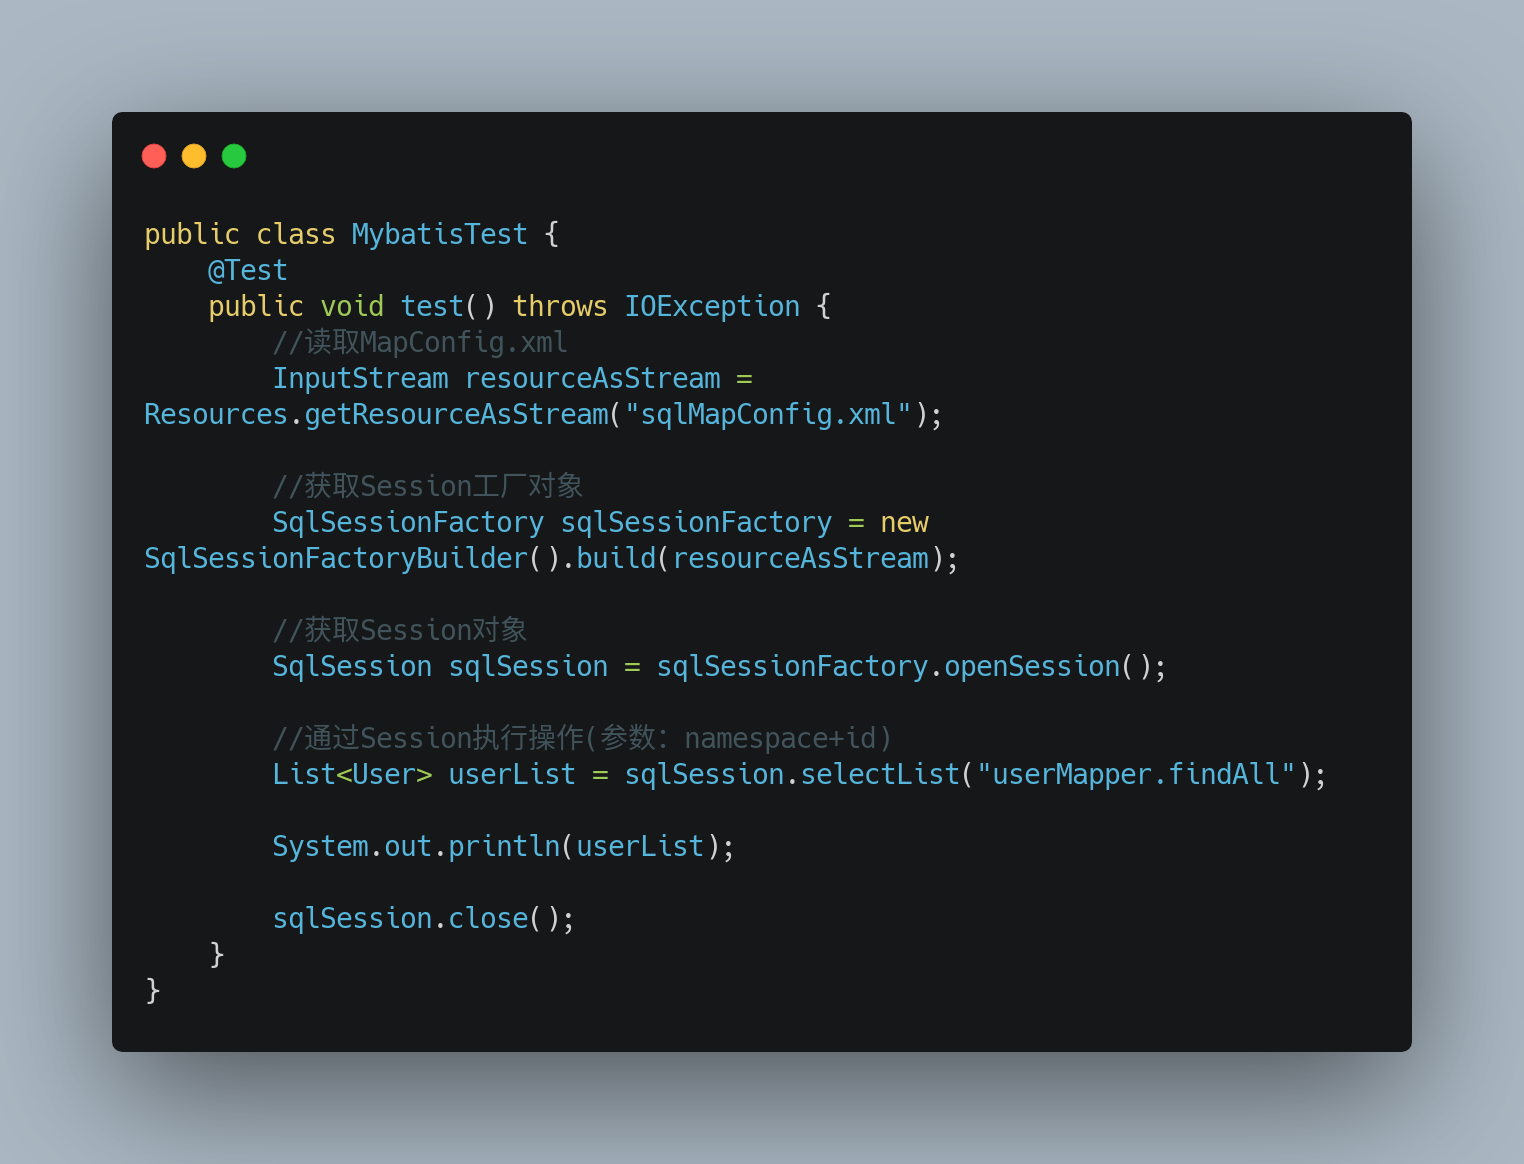 public class MybatisTest {
    @Test
    public void test() throws IOException {
        //读取MapConfig.xml
        InputStream resourceAsStream =
Resources.getResourceAsStream("sqlMapConfig.xml");

        //获取Session工厂对象
        SqlSessionFactory sqlSessionFactory = new
SqlSessionFactoryBuilder().build(resourceAsStream);

        //获取Session对象
        SqlSession sqlSession = sqlSessionFactory.openSession();

        //通过Session执行操作(参数：namespace+id)
        List<User> userList = sqlSession.selectList("userMapper.findAll");

        System.out.println(userList);

        sqlSession.close();
    }
}